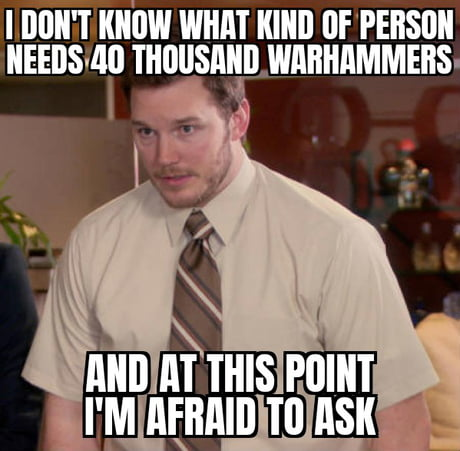 I DON'T KNOW WHAT KIND OF PERSON
NEEDS 40 THOUSAND WARHAMMERS
AND AT THIS POINT
I'M AFRAID TO ASK